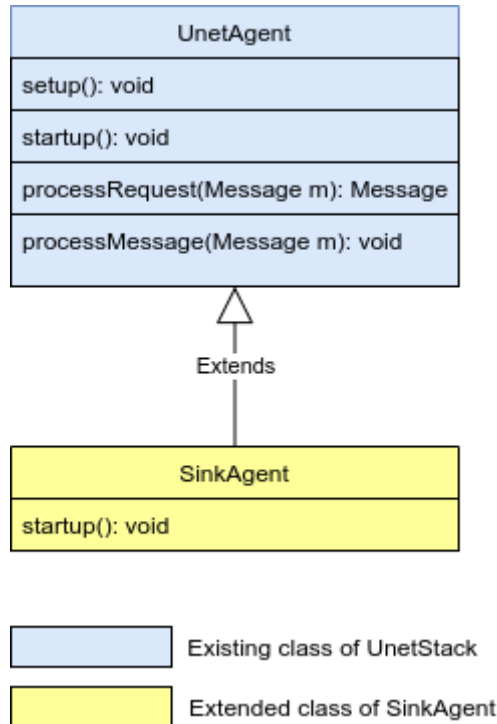 UnetAgent
setup(): void
startup(): void
processRequest(Message m): Message
processMessage(Message m): void
Extends
SinkAgent
startup(): void
Existing class of UnetStack
Extended class of SinkAgent